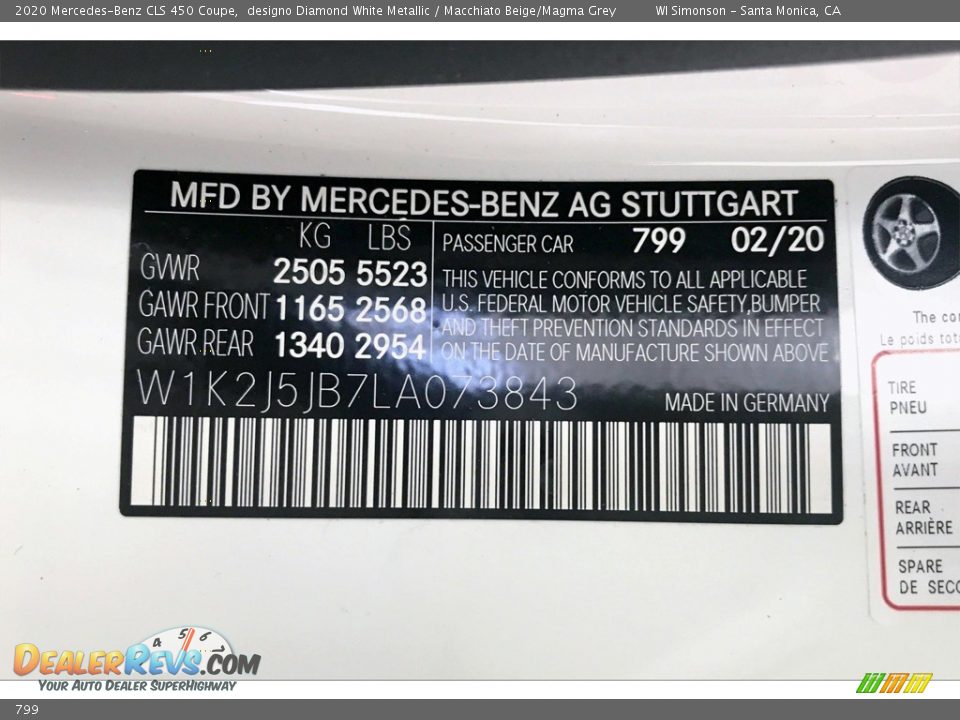 2020 Mercedes-Benz CLS 450 Coupe, designo Diamond White Metallic / Macchiato Beige/Magma Grey WI Simonson - Santa Monica, CA
MFD BY MERCEDES-BENZ AG STUTTGART
KG LBS
GVWR 2505 5523
GAWR FRONT 1165 2568
GAWR REAR 1340 2954
PASSENGER CAR 799 02/20
THIS VEHICLE CONFORMS TO ALL APPLICABLE
U.S. FEDERAL MOTOR VEHICLE SAFETY,BUMPER
AND THEFT PREVENTION STANDARDS IN EFFECT
ON THE DATE OF MANUFACTURE SHOWN ABOVE
W1K2J5JB7LA073843
MADE IN GERMANY
The
Le poids
TIRE
PNEU
FRONT
AVANT
REAR
ARRIÈRE
SPARE
DE
4 5 6
DEALERREVS.COM
YOUR AUTO DEALER SUPERHIGHWAY
799